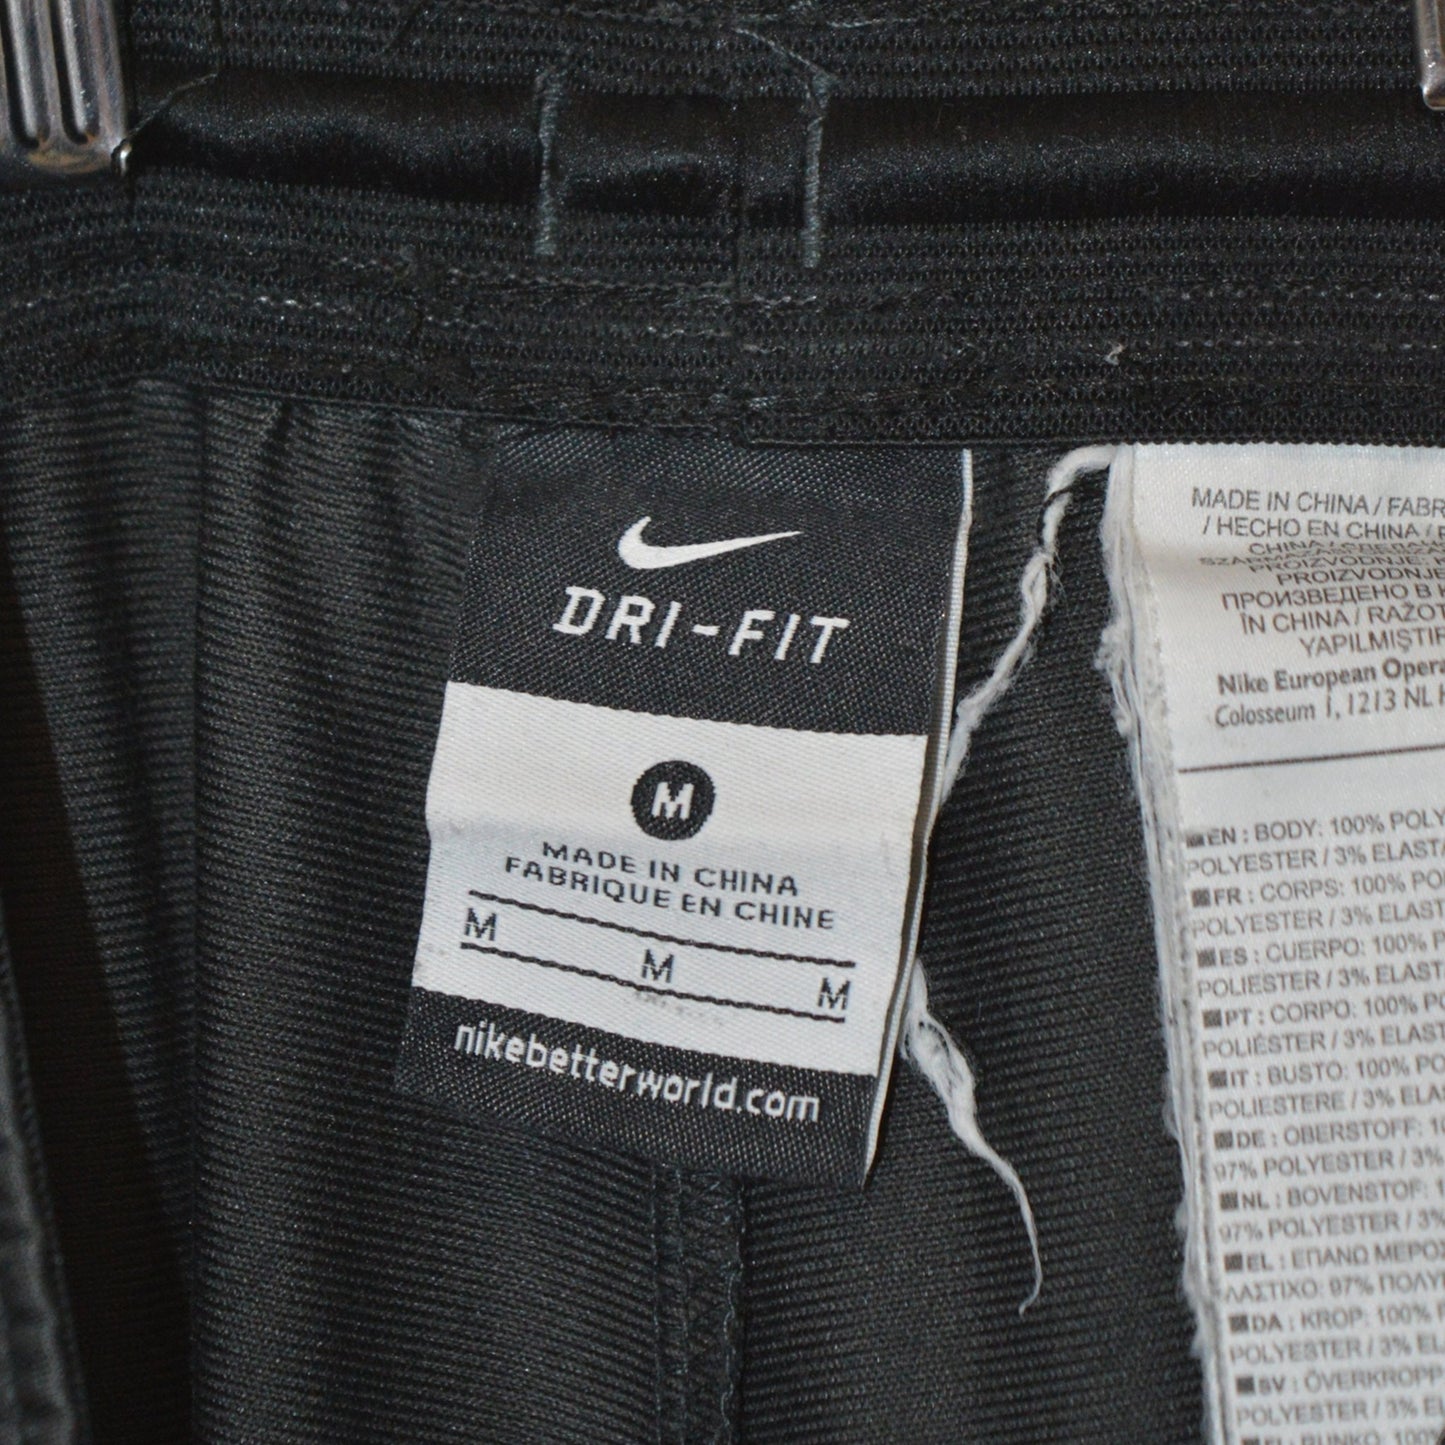 DRI-FIT
M
MADE IN CHINA
FABRIQUE EN CHINE
M
M
M
nikebetterworld.com
MADE IN CHINA / FABR
/ HECHO EN CHINA /
PROIZVODNJE
ПРОИЗВЕДЕНО В
ÎN CHINA / RAŽOT
YAPILMIŞTIR
Nike European Opera
Colosseum 1, 1213 NL
EN : BODY: 100% POLY
POLYESTER / 3% ELAST
FR : CORPS: 100% PO
POLYESTER / 3% ELAST
ES : CUERPO: 100%
POLIESTER / 3% ELAST
PT : CORPO: 100% PO
POLIÉSTER / 3% ELAST
IT : BUSTO: 100% PO
POLIESTERE / 3% ELA
DE : OBERSTOFF: 10
97% POLYESTER / 3%
NL : BOVENSTOF: 1
97% POLYESTER / 3%
EL : ΕΠΑΝΩ ΜΕΡΟΣ
ΛΑΣΤΙΧΟ: 97% ΠΟΛΥ
DA : KROP: 100%
POLYESTER / 3% EL
SV : ÖVERKROPP
POLYESTER / 3% E